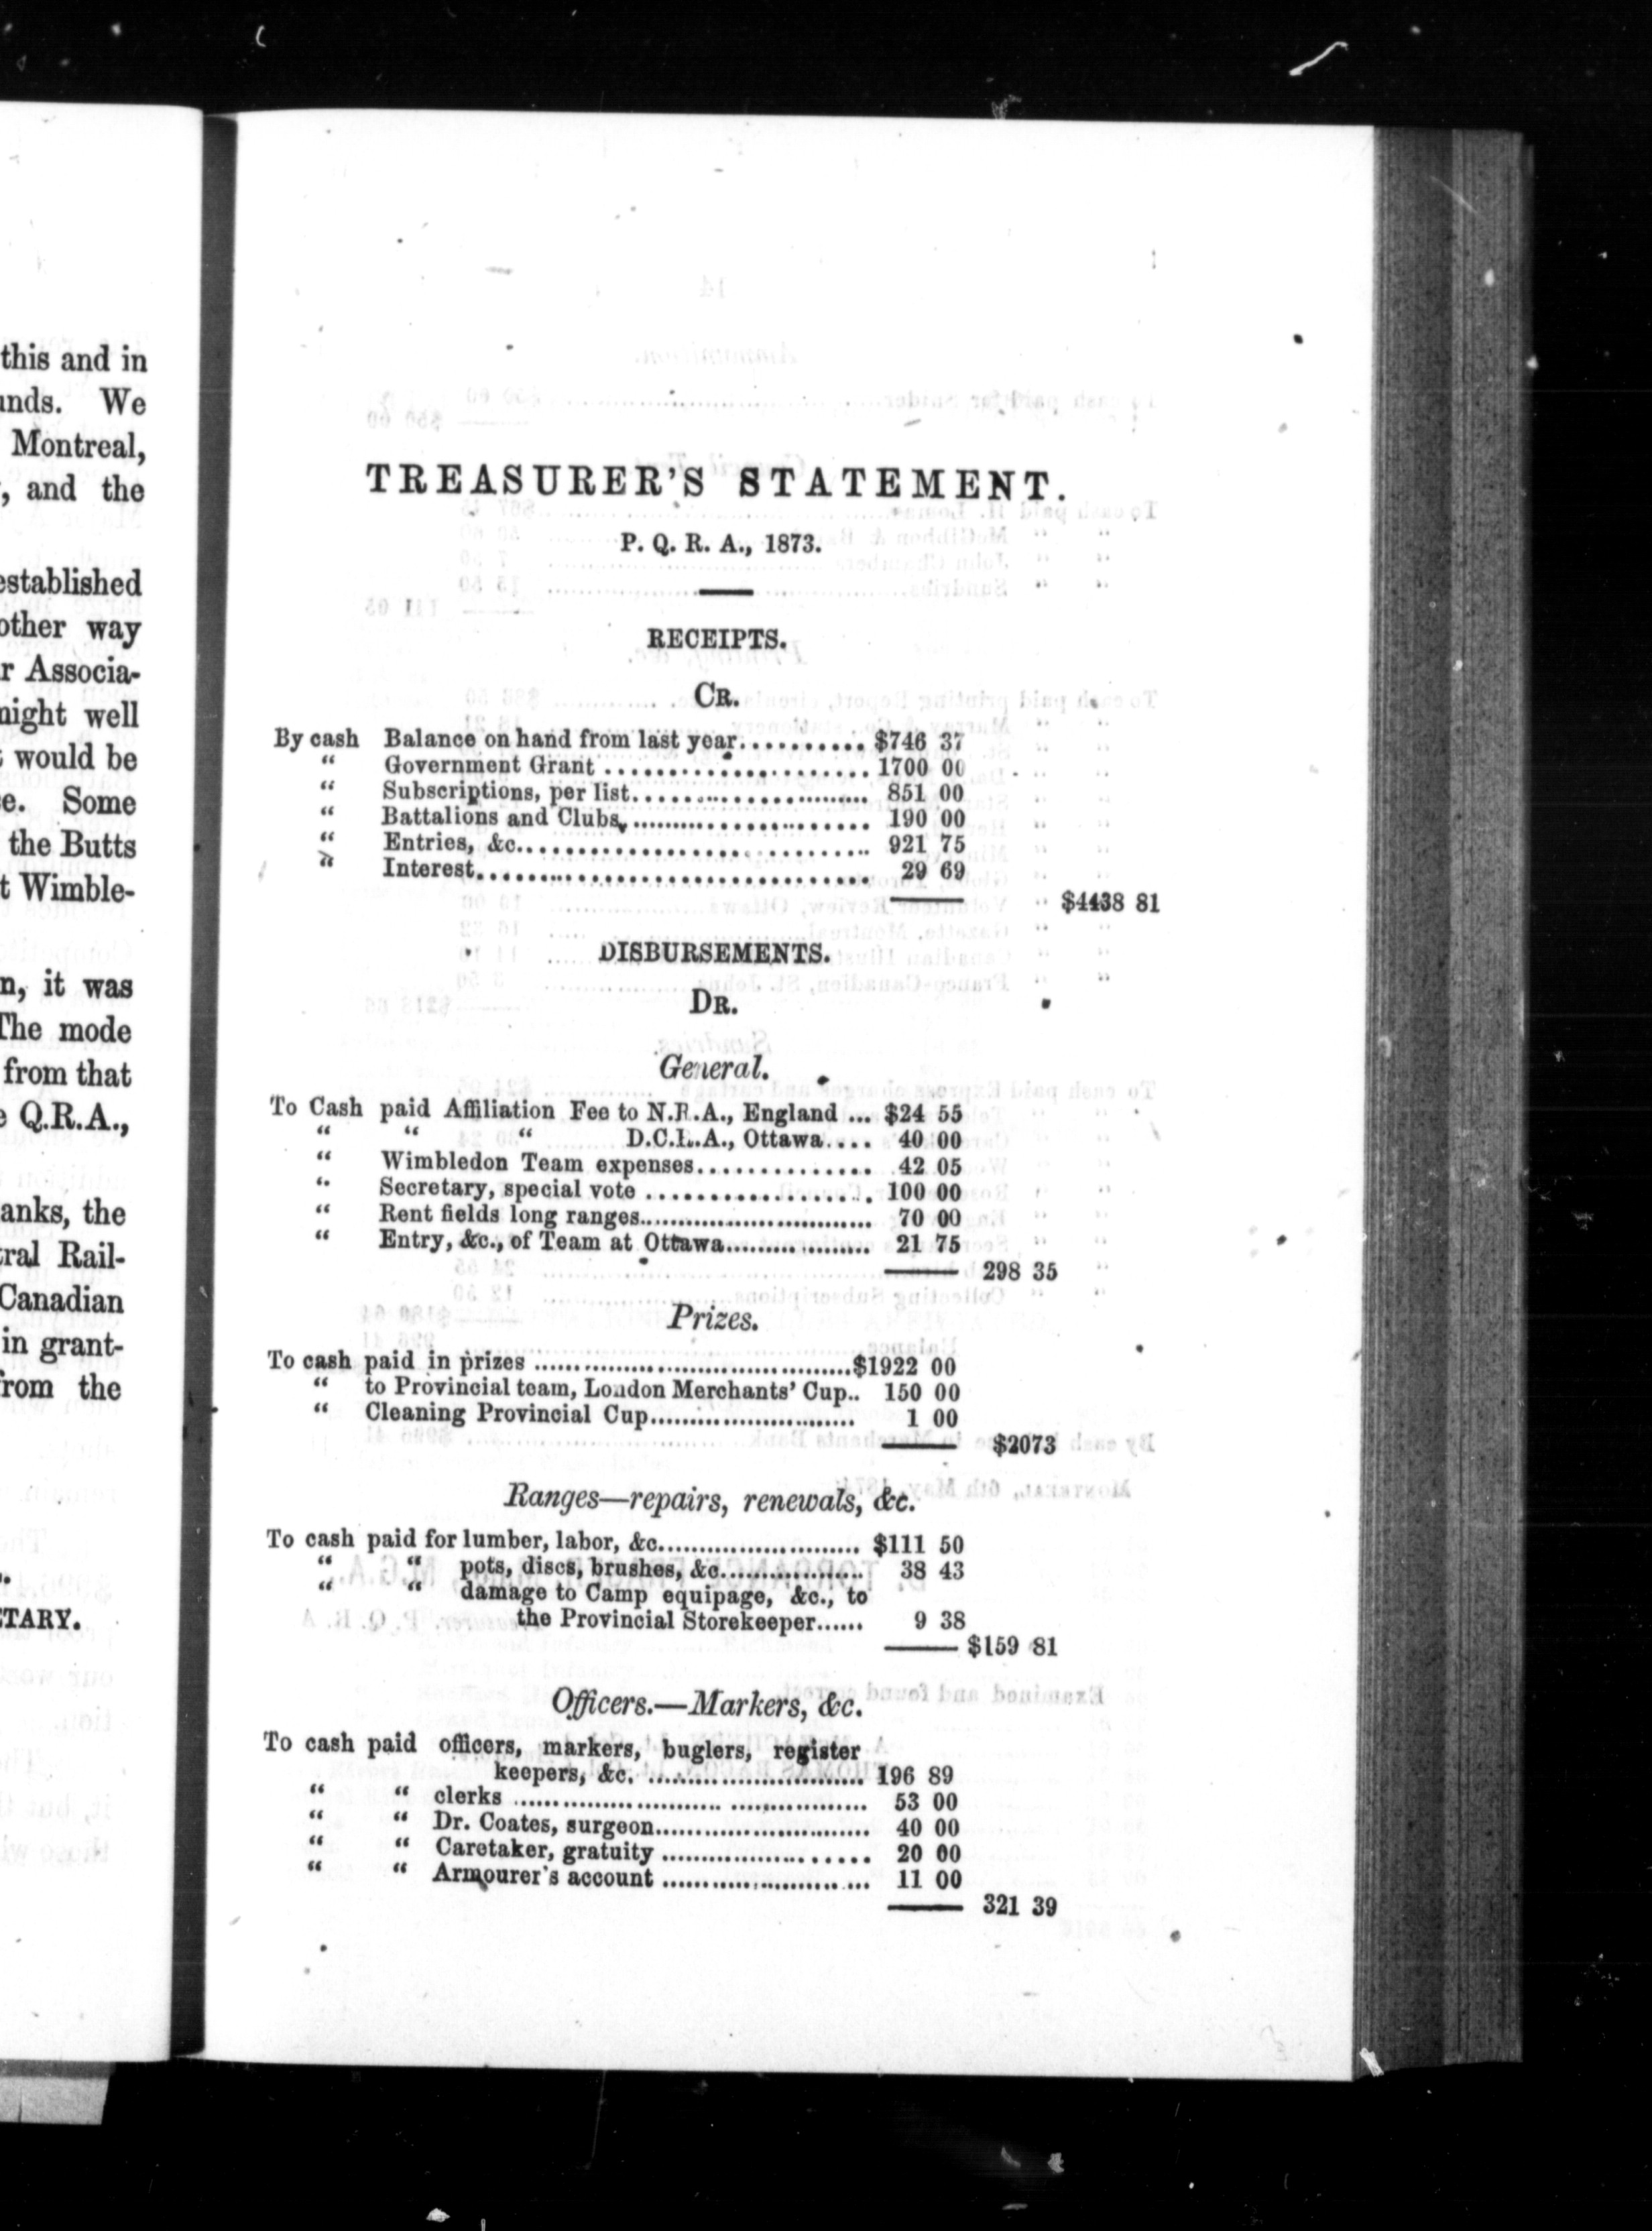 this and in
We
Montreal,
and the
established
other way
Associa-
might well
would be
Some
the Butts
Wimble-
it was
The mode
from that
Q.R.A.,
the
Rail-
Canadian
in grant-
from the
TREASURER'S STATEMENT.
P. Q. R. A., 1873.
RECEIPTS.
CR.
By cash Balance on hand from last year.......... $746 37
“ Government Grant ...................... 1700 00
“ Subscriptions, per list...................... 851 00
“ Battalions and Clubs, ...................... 190 00
“ Entries, &c.............................. 921 75
“ Interest.................................. 29 69
$4438 81
DISBURSEMENTS.
DR.
General.
To Cash paid Affiliation Fee to N.R.A., England ... $24 55
“ “ “ D.C.R.A., Ottawa.... 40 00
“ Wimbledon Team expenses.............. 42 05
“ Secretary, special vote .................... 100 00
“ Rent fields long ranges.............................. 70 00
“ Entry, &c., of Team at Ottawa.................. 21 75
298 35
Prizes.
To cash paid in prizes ..........................................$1922 00
“ to Provincial team, London Merchants’ Cup.. 150 00
“ Cleaning Provincial Cup.......................... 1 00
$2073
Ranges—repairs, renewals, &c.
To cash paid for lumber, labor, &c......................... $111 50
“ “ pots, discs, brushes, &c.................. 38 43
“ “ damage to Camp equipage, &c., to
the Provincial Storekeeper...... 9 38
$159 81
Officers.—Markers, &c.
To cash paid officers, markers, buglers, register
keepers, &c. ............................ 196 89
“ “ clerks ............................................. 53 00
“ “ Dr. Coates, surgeon.......................... 40 00
“ “ Caretaker, gratuity ......................... 20 00
“ “ Armourer's account .......................... 11 00
321 39